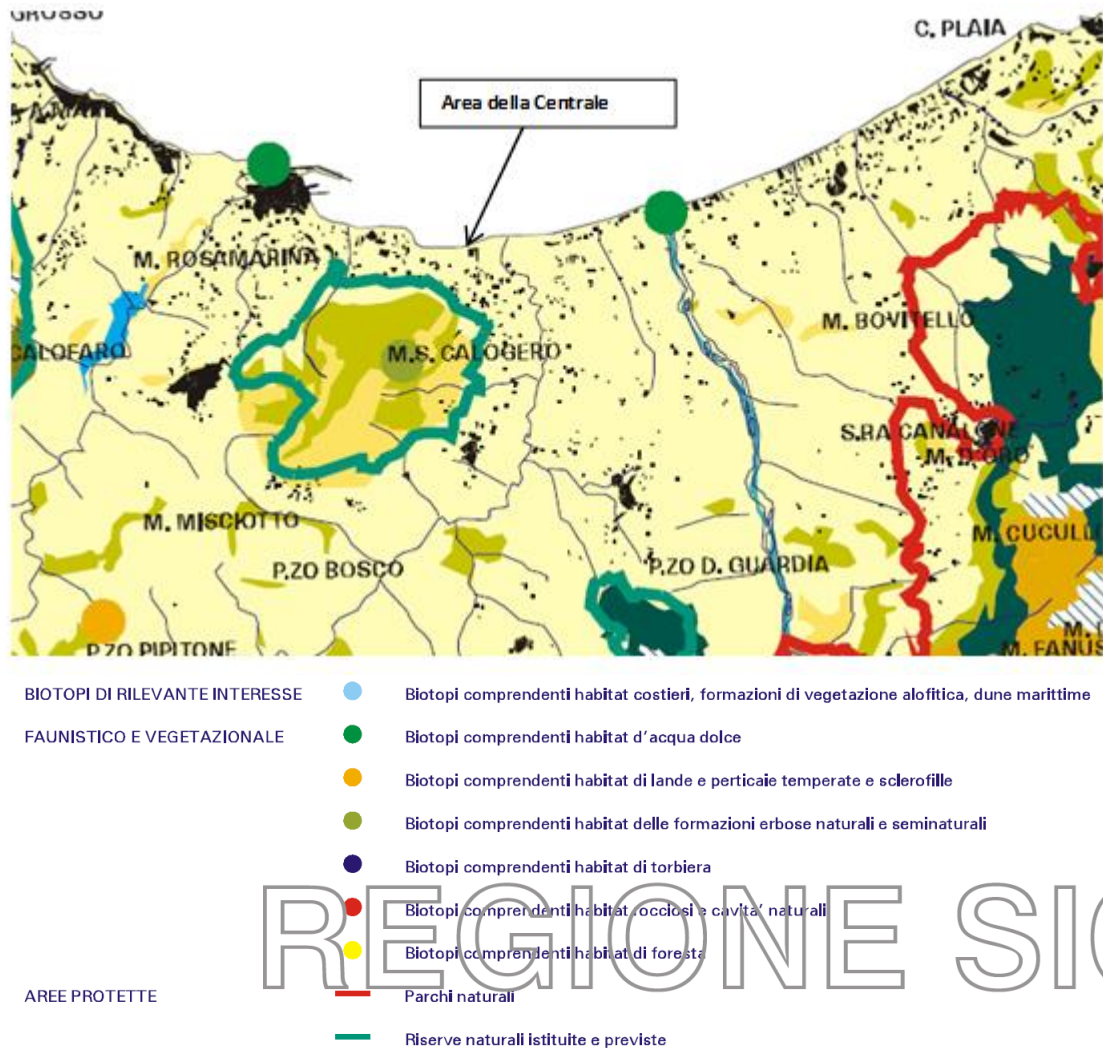 GROSSO
C. PLAIA
Area della Centrale
M. ROSAMARINA
CALOFARO
M.S. CALOGERO
M. BOVITELLO
S.RA CANALONE
M. D'ORO
M. MISCIOTTO
M. CUCULL
P.ZO BOSCO
P.ZO D. GUARDIA
P.ZO PIPITONE
M. FANUS
BIOTOPI DI RILEVANTE INTERESSE
Biotopi comprendenti habitat costieri, formazioni di vegetazione alofitica, dune marittime
FAUNISTICO E VEGETAZIONALE
Biotopi comprendenti habitat d'acqua dolce
Biotopi comprendenti habitat di lande e perticaie temperate e sclerofille
Biotopi comprendenti habitat delle formazioni erbose naturali e seminaturali
Biotopi comprendenti habitat di torbiera
Biotopi comprendenti habitat rocciosi e cavita' naturali
Biotopi comprendenti habitat di foresta
REGIONE SIC
AREE PROTETTE
Parchi naturali
Riserve naturali istituite e previste